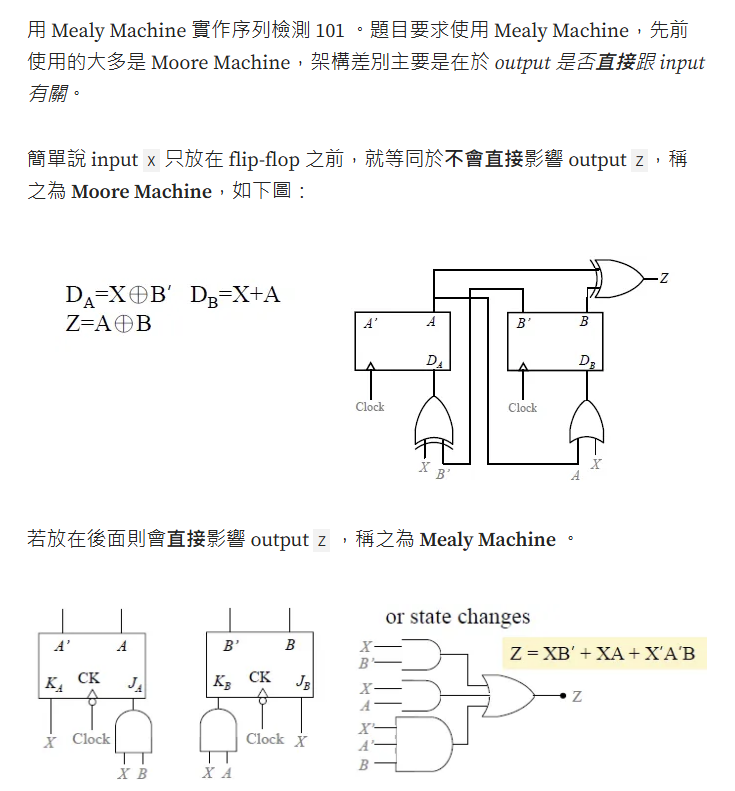 用 Mealy Machine 實作序列檢測 101 。題目要求使用 Mealy Machine,先前
使用的大多是 Moore Machine,架構差別主要是在於 output 是否直接跟 input
有關。
簡單說 input x 只放在 flip-flop 之前,就等同於不會直接影響 output z ,稱
之為 Moore Machine,如下圖:
D_A=X⊕B' D_B=X+A
Z=A⊕B
Z
A' A B' B
D_A D_B
Clock Clock
X B' A X
若放在後面則會直接影響 output z ,稱之為 Mealy Machine 。
or state changes
Z = XB' + XA + X'A'B
A' A B' B
K_A CK J_A K_B CK J_B
X Clock Clock X
X B X A
X
B'
X
A
X'
A'
B
Z